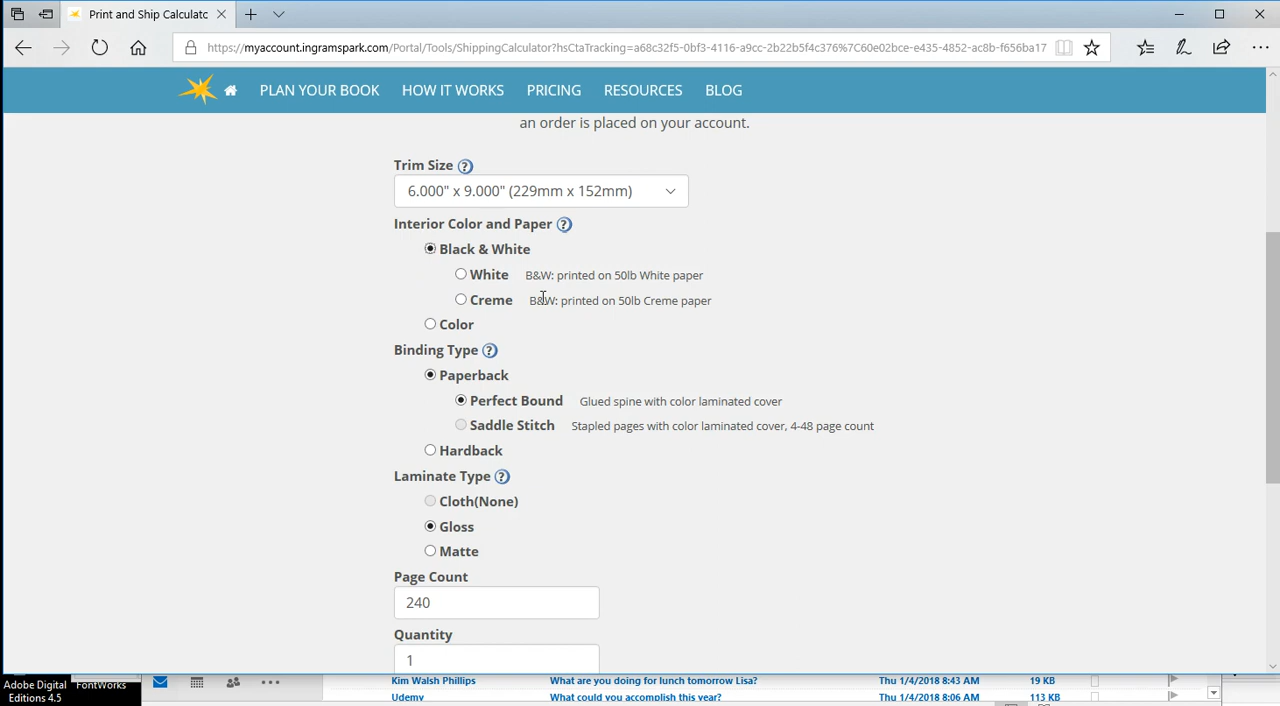 Print and Ship Calculatc
https://myaccount.ingramspark.com/Portal/Tools/ShippingCalculator?hsCtaTracking=a68c32f5-0bf3-4116-a9cc-2b22b5f4c376%7C60e02bce-e435-4852-ac8b-f656ba17
PLAN YOUR BOOK HOW IT WORKS PRICING RESOURCES BLOG
an order is placed on your account.
Trim Size ?
6.000" x 9.000" (229mm x 152mm)
Interior Color and Paper ?
Black & White
White B&W: printed on 50lb White paper
Creme B&W: printed on 50lb Creme paper
Color
Binding Type ?
Paperback
Perfect Bound Glued spine with color laminated cover
Saddle Stitch Stapled pages with color laminated cover, 4-48 page count
Hardback
Laminate Type ?
Cloth(None)
Gloss
Matte
Page Count
240
Quantity
1
Adobe Digital Editions 4.5 FontWorks
Kim Walsh Phillips What are you doing for lunch tomorrow Lisa? Thu 1/4/2018 8:43 AM 19 KB
Udemy What could you accomplish this year? Thu 1/4/2018 8:06 AM 113 KB